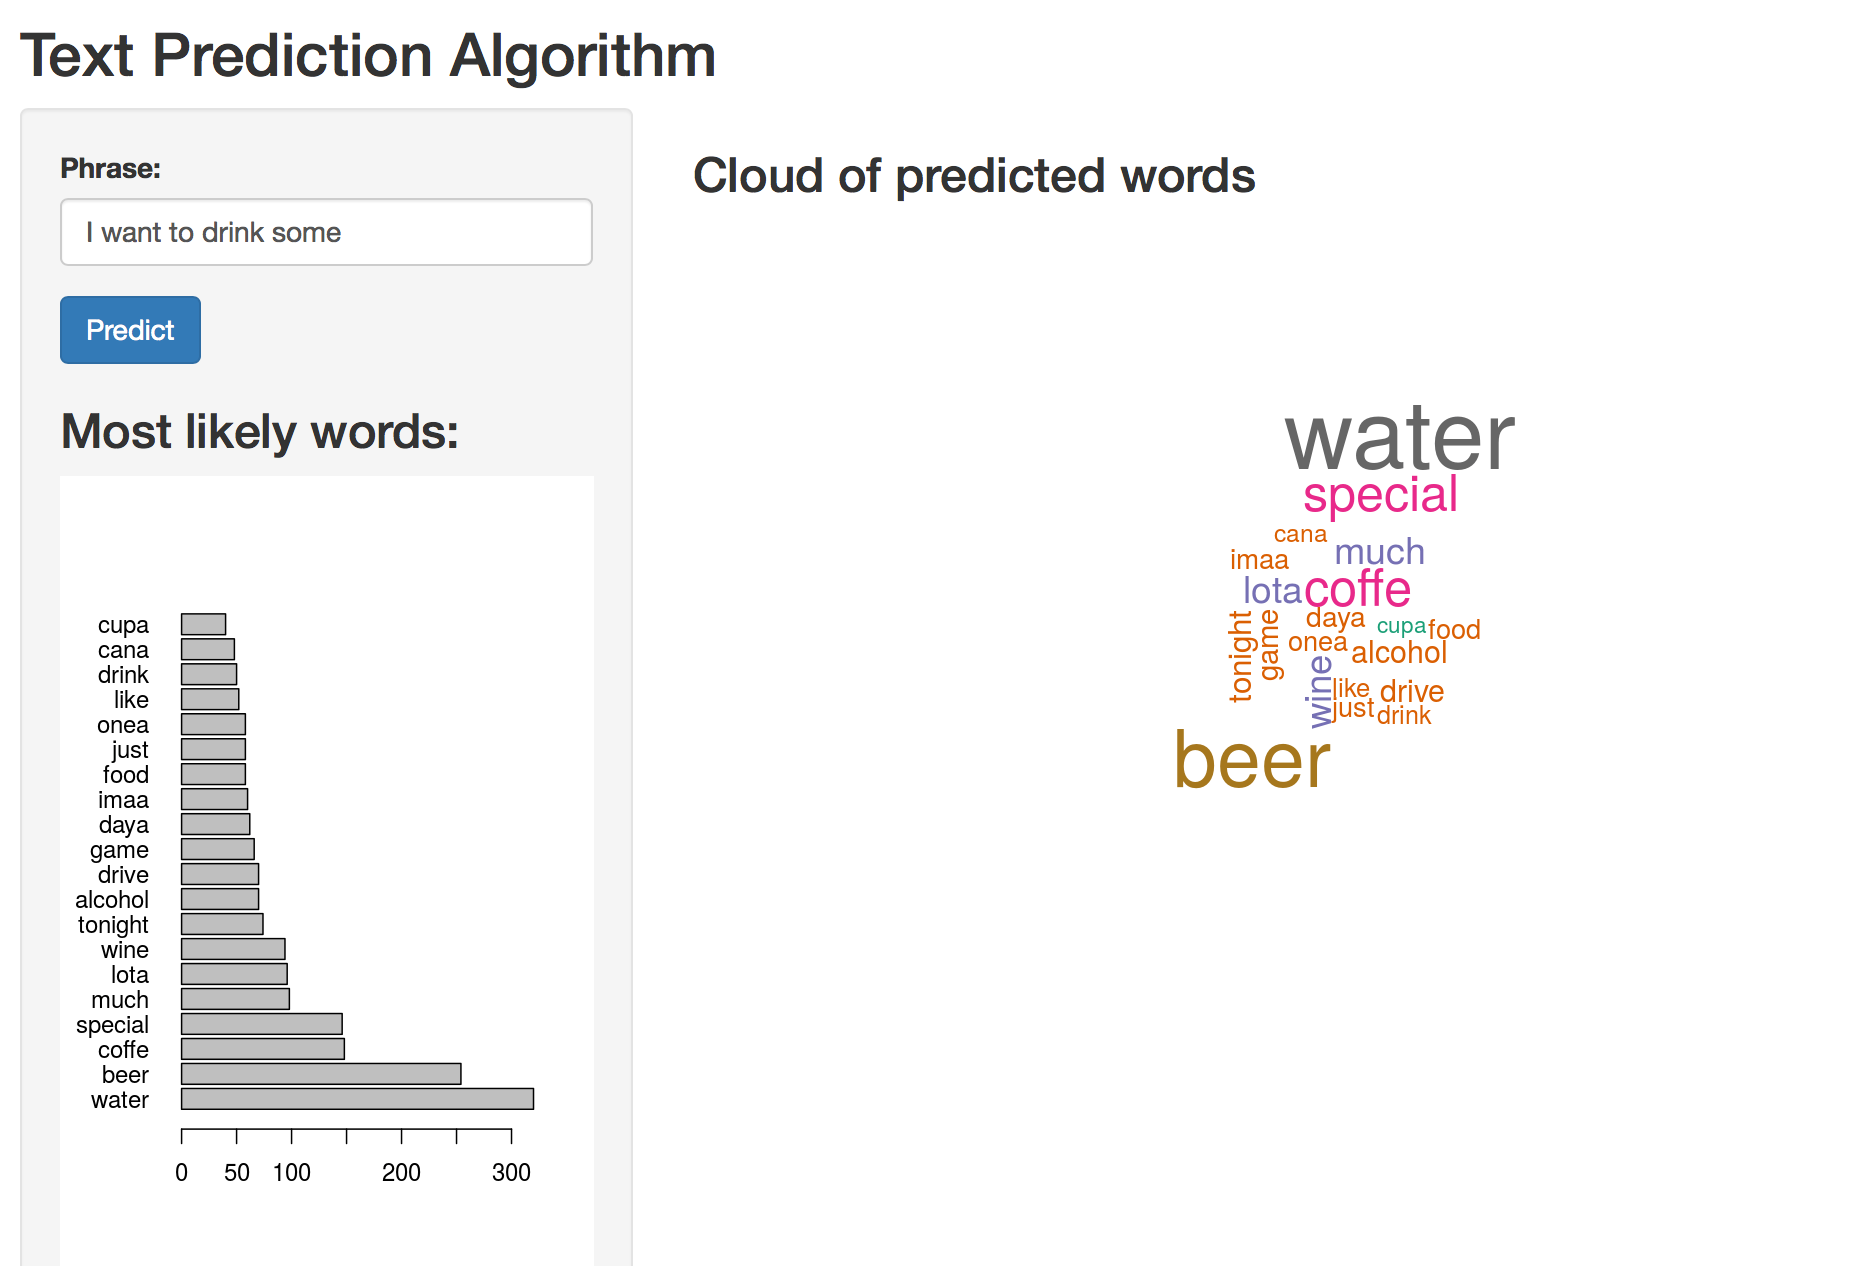 Text Prediction Algorithm
Phrase:
I want to drink some
Predict
Most likely words:
cupa
cana
drink
like
onea
just
food
imaa
daya
game
drive
alcohol
tonight
wine
lota
much
special
coffe
beer
water
0 50 100 200 300
Cloud of predicted words
water
special
cana
much
imaa
lota coffe
tonight game daya cupa food
onea alcohol
wine like drive
just drink
beer